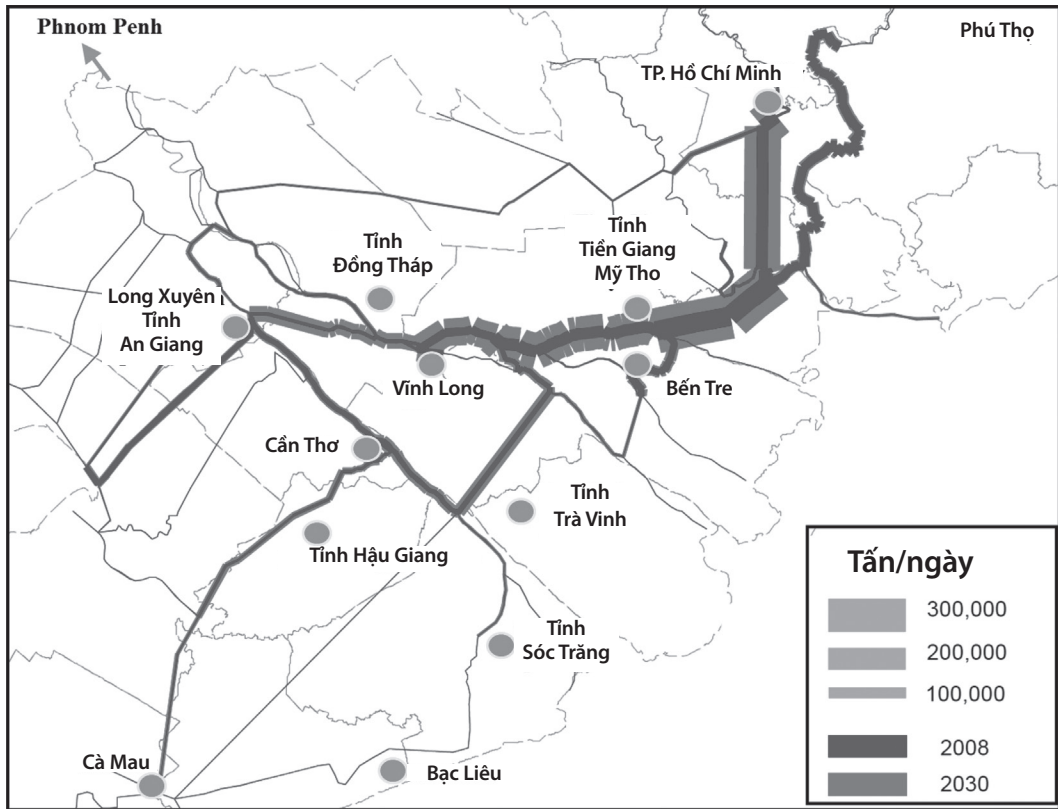 Phnom Penh
Phú Thọ
TP. Hồ Chí Minh
Tỉnh
Tiền Giang
Mỹ Tho
Tỉnh
Đồng Tháp
Long Xuyên
Tỉnh
An Giang
Vĩnh Long
Bến Tre
Cần Thơ
Tỉnh
Trà Vinh
Tỉnh Hậu Giang
Tỉnh
Sóc Trăng
Cà Mau
Bạc Liêu
Tấn/ngày
300,000
200,000
100,000
2008
2030